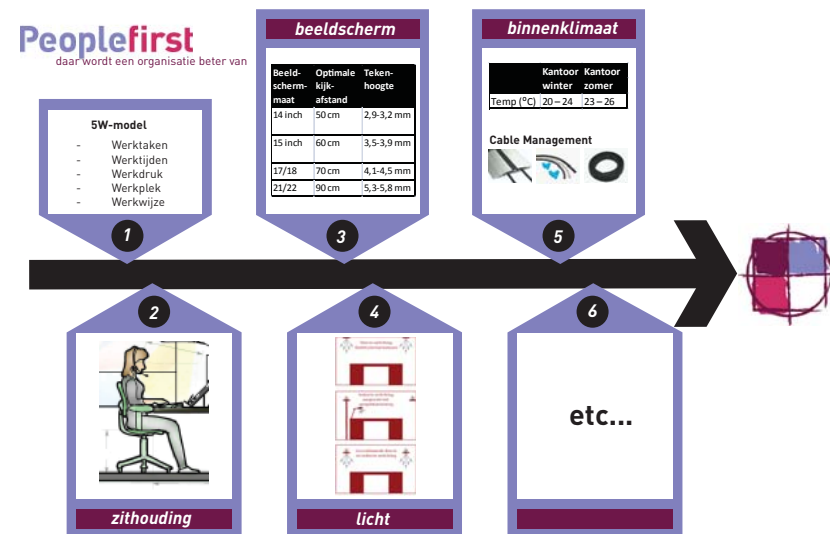 Peoplefirst
daar wordt een organisatie beter van
5W-model
- Werktaken
- Werktijden
- Werkdruk
- Werkplek
- Werkwijze
1
beeldscherm
Beeld-scherm-maat Optimale kijk-afstand Teken-hoogte
14 inch 50 cm 2,9-3,2 mm
15 inch 60 cm 3,5-3,9 mm
17/18 70 cm 4,1-4,5 mm
21/22 90 cm 5,3-5,8 mm
3
binnenklimaat
Kantoor winter Kantoor zomer
Temp (°C) 20 – 24 23 – 26
Cable Management
5
2
zithouding
4
licht
6
etc...